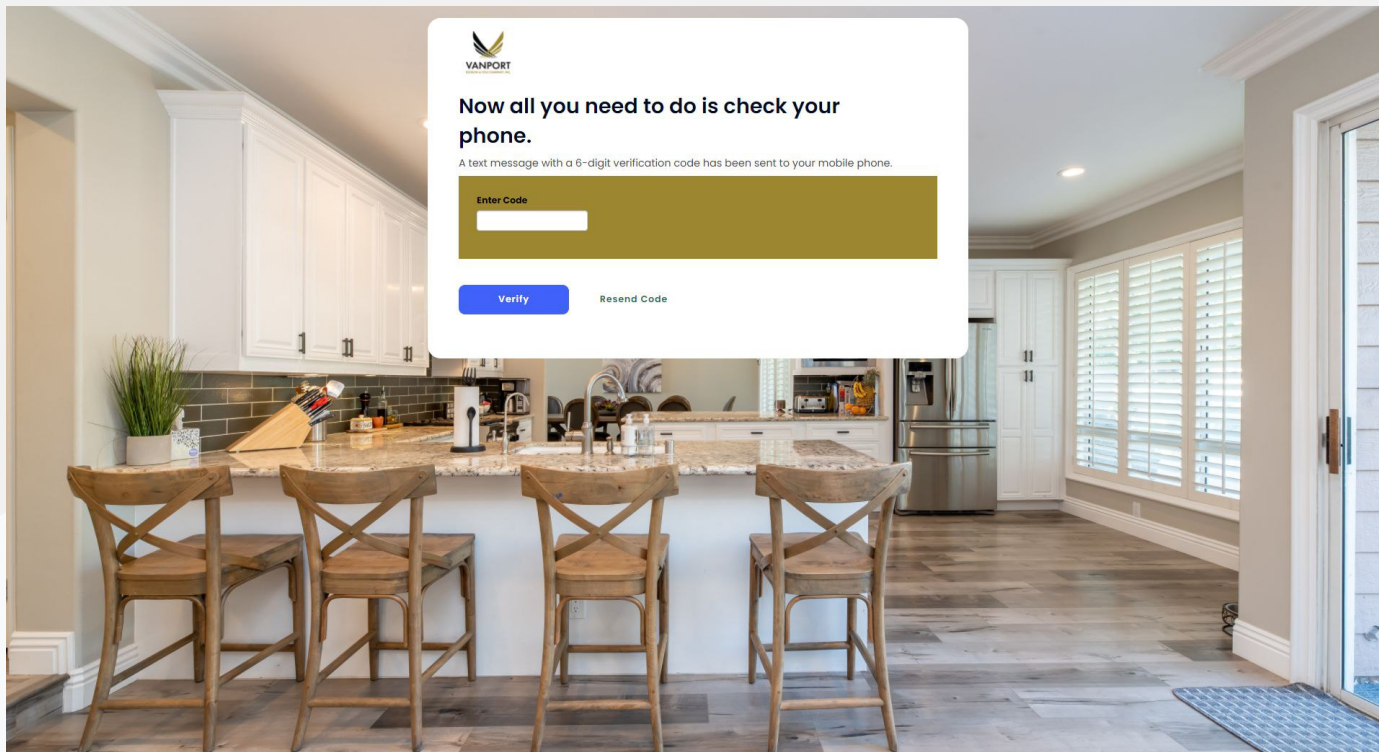 VANPORT
Now all you need to do is check your
phone.
A text message with a 6-digit verification code has been sent to your mobile phone.
Enter Code
Verify
Resend Code